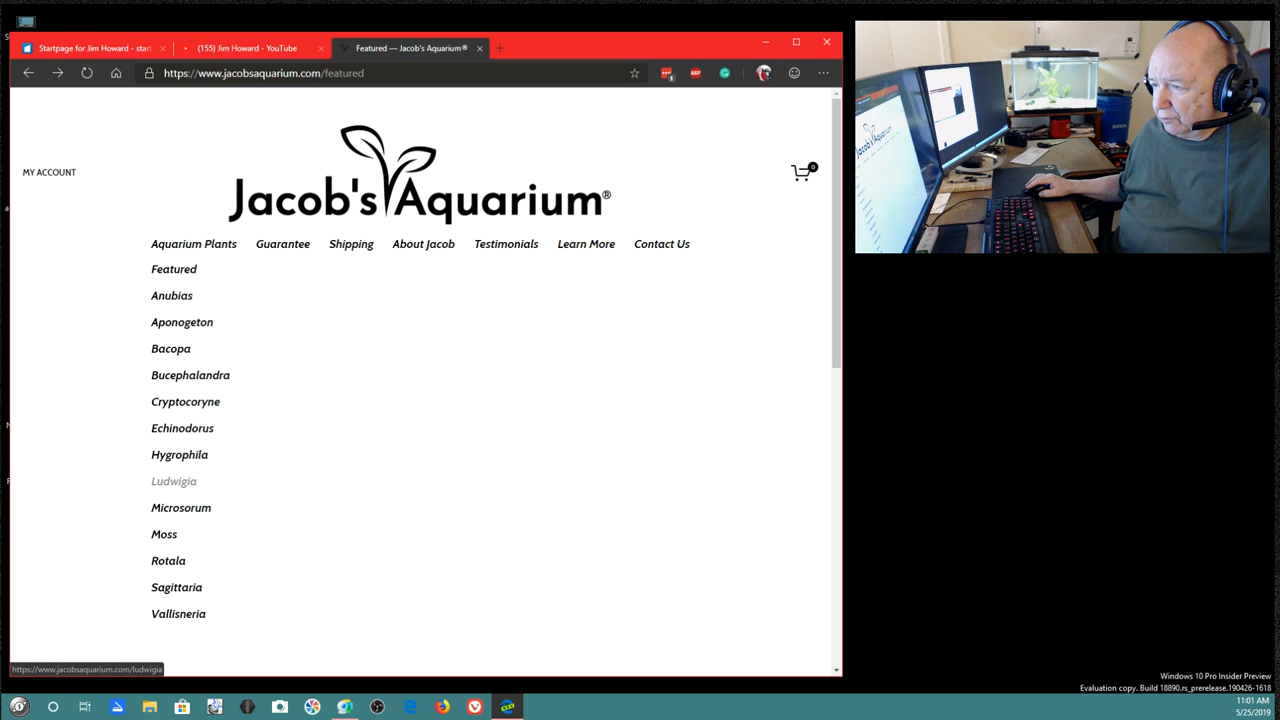 Startpage for Jim Howard - start.
(155) Jim Howard - YouTube
Featured — Jacob's Aquarium®
https://www.jacobsaquarium.com/featured
ABP
MY ACCOUNT
Jacob's Aquarium®
0
Aquarium Plants Guarantee Shipping About Jacob Testimonials Learn More Contact Us
Featured
Anubias
Aponogeton
Bacopa
Bucephalandra
Cryptocoryne
Echinodorus
Hygrophila
Ludwigia
Microsorum
Moss
Rotala
Sagittaria
Vallisneria
https://www.jacobsaquarium.com/ludwigia
Windows 10 Pro Insider Preview
Evaluation copy. Build 18890.rs_prerelease.190426-1618
11:01 AM
5/25/2019